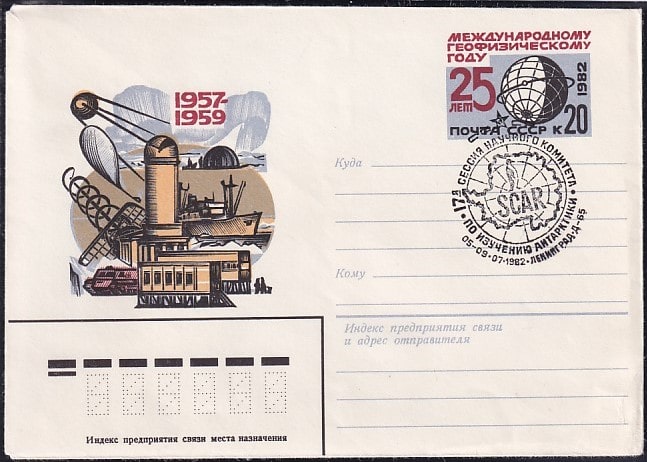 1957-
1959
МЕЖДУНАРОДНОМУ
ГЕОФИЗИЧЕСКОМУ
ГОДУ
25
ЛЕТ
1982
ПОЧТА СССР К 20
17Я СЕССИЯ НАУЧНОГО КОМИТЕТА
SCAR
ПО ИЗУЧЕНИЮ АНТАРКТИКИ
05-09·07·1982·ЛЕНИНГРАД·Д-65
Куда
Кому
Индекс предприятия связи
и адрес отправителя
Индекс предприятия связи места назначения